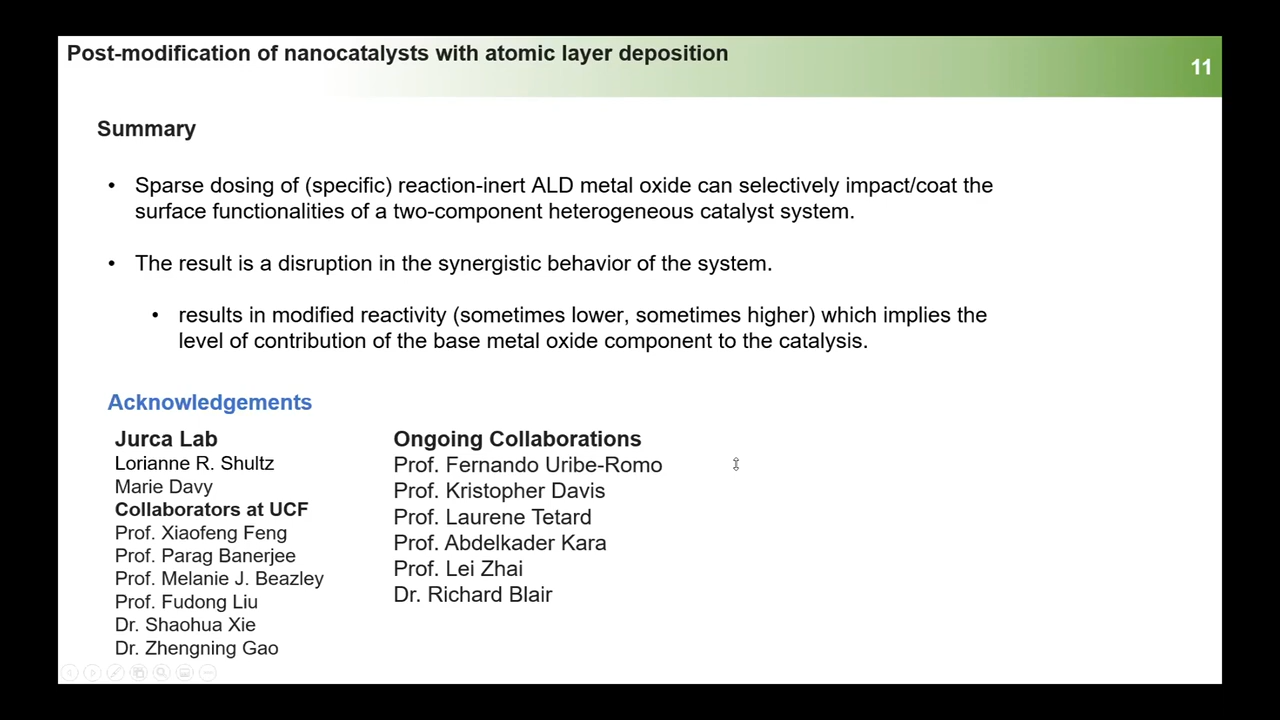 Post-modification of nanocatalysts with atomic layer deposition
11
Summary
• Sparse dosing of (specific) reaction-inert ALD metal oxide can selectively impact/coat the
surface functionalities of a two-component heterogeneous catalyst system.
• The result is a disruption in the synergistic behavior of the system.
• results in modified reactivity (sometimes lower, sometimes higher) which implies the
level of contribution of the base metal oxide component to the catalysis.
Acknowledgements
Jurca Lab
Lorianne R. Shultz
Marie Davy
Collaborators at UCF
Prof. Xiaofeng Feng
Prof. Parag Banerjee
Prof. Melanie J. Beazley
Prof. Fudong Liu
Dr. Shaohua Xie
Dr. Zhengning Gao
Ongoing Collaborations
Prof. Fernando Uribe-Romo
Prof. Kristopher Davis
Prof. Laurene Tetard
Prof. Abdelkader Kara
Prof. Lei Zhai
Dr. Richard Blair